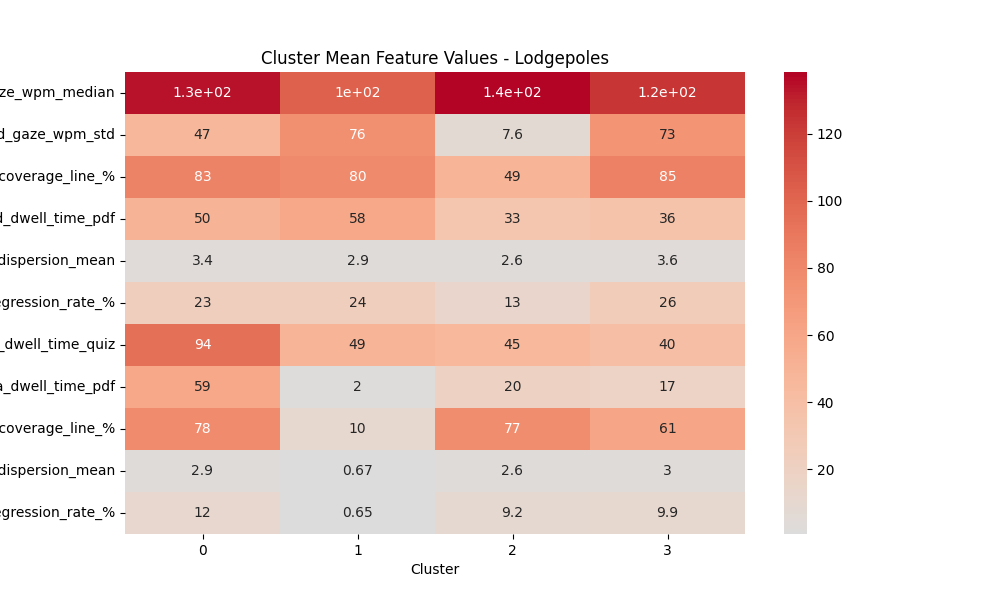 Cluster Mean Feature Values - Lodgepoles
ze_wpm_median 1.3e+02 1e+02 1.4e+02 1.2e+02
d_gaze_wpm_std 47 76 7.6 73
coverage_line_% 83 80 49 85
d_dwell_time_pdf 50 58 33 36
dispersion_mean 3.4 2.9 2.6 3.6
egression_rate_% 23 24 13 26
_dwell_time_quiz 94 49 45 40
a_dwell_time_pdf 59 2 20 17
coverage_line_% 78 10 77 61
dispersion_mean 2.9 0.67 2.6 3
egression_rate_% 12 0.65 9.2 9.9
0 1 2 3
Cluster
120
100
80
60
40
20